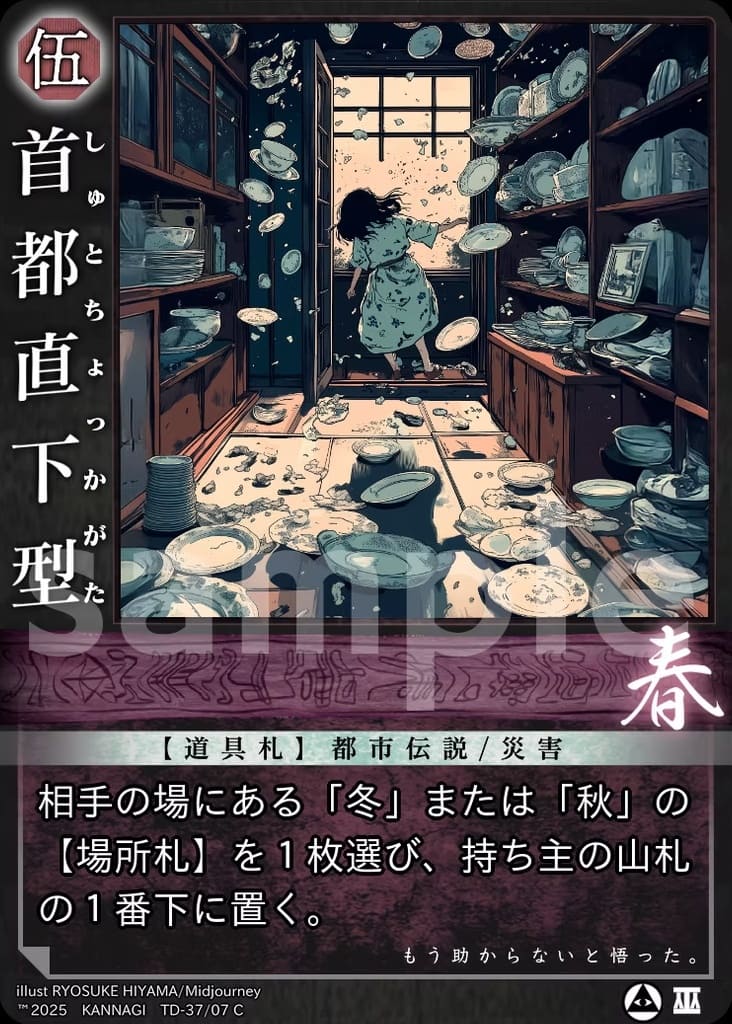 伍
首都直下型
しゅとちょっかがた
sample
春
【道具札】都市伝説/災害
相手の場にある「冬」または「秋」の
【場所札】を1枚選び、持ち主の山札
の1番下に置く。
もう助からないと悟った。
illust RYOSUKE HIYAMA/Midjourney
™2025 KANNAGI TD-37/07 C
巫